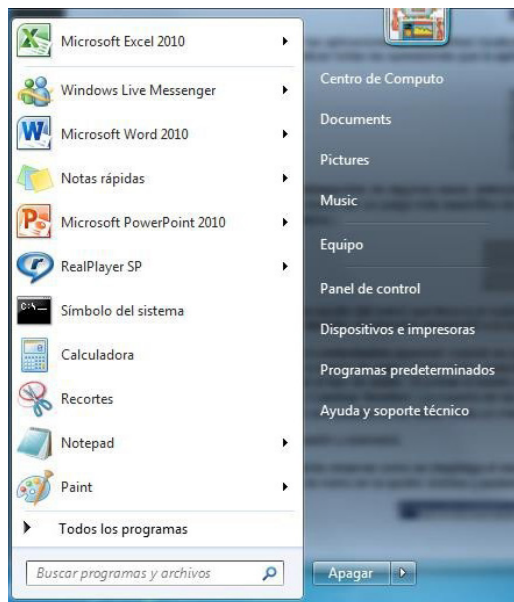 Microsoft Excel 2010
Windows Live Messenger
Microsoft Word 2010
Notas rápidas
Microsoft PowerPoint 2010
RealPlayer SP
Símbolo del sistema
Calculadora
Recortes
Notepad
Paint
Todos los programas
Buscar programas y archivos
Centro de Computo
Documents
Pictures
Music
Equipo
Panel de control
Dispositivos e impresoras
Programas predeterminados
Ayuda y soporte técnico
Apagar